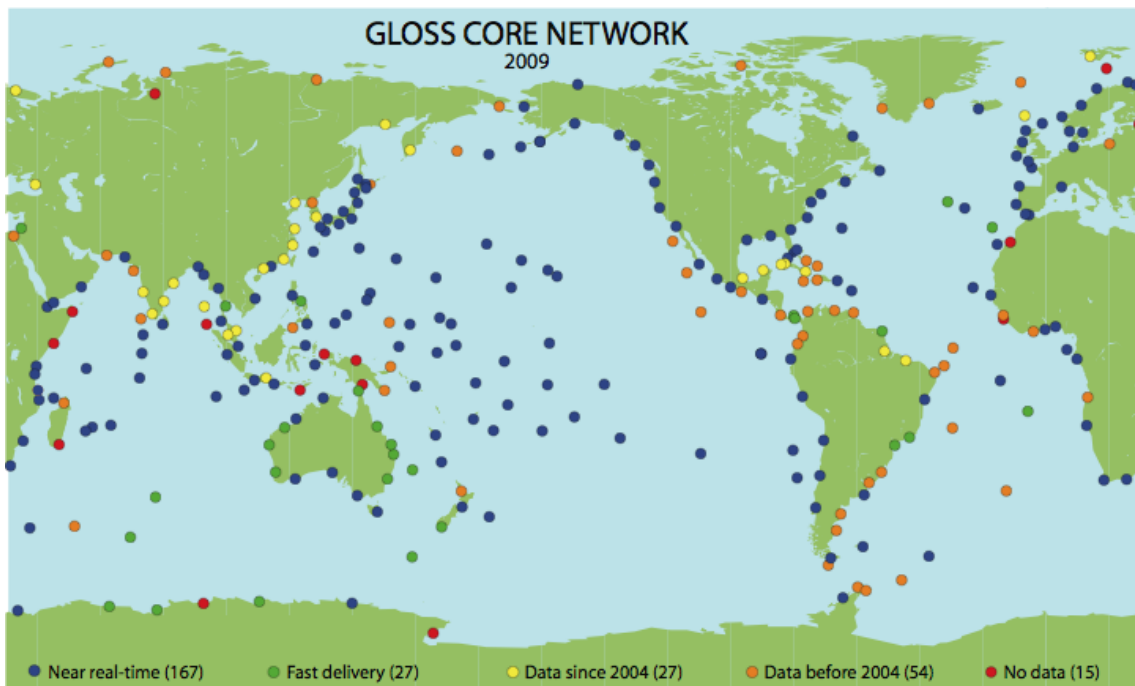 GLOSS CORE NETWORK
2009
Near real-time (167) Fast delivery (27) Data since 2004 (27) Data before 2004 (54) No data (15)